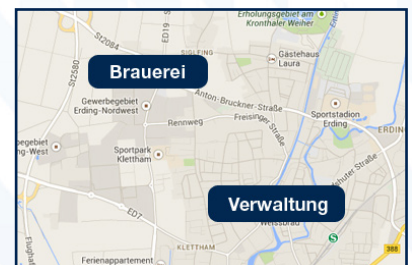 Erholungsgebiet am
Kronthaler Weiher
ED19
St2084
SIGLFING
Gästehaus
Laura
St2580
Brauerei
Gewerbegebiet
Erding-Nordwest
Anton-Bruckner-Straße
Sportstadion
Erding
Rennweg
Freisinger Straße
ERDING
Sportpark
Klettham
ng-West
ED7
Verwaltung
Weissbräu
S
KLETTHAM
388
Ferienappartement